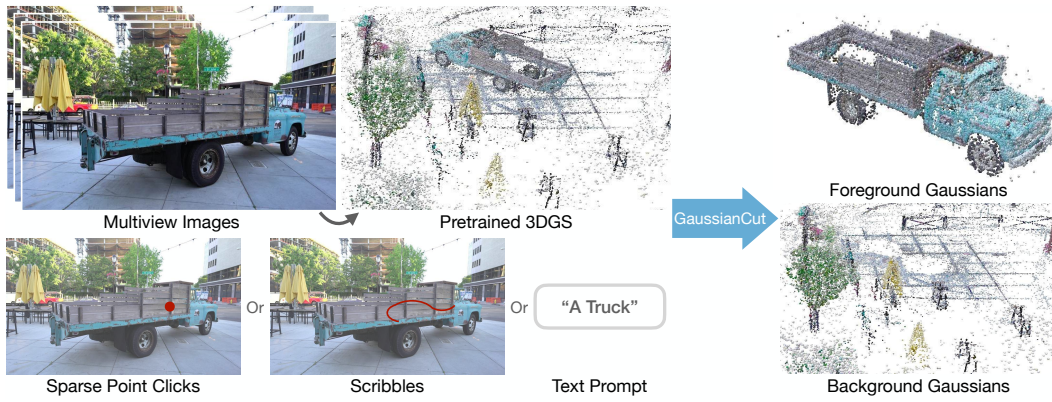 Multiview Images
Pretrained 3DGS
GaussianCut
Foreground Gaussians
Or
Or
"A Truck"
Sparse Point Clicks
Scribbles
Text Prompt
Background Gaussians